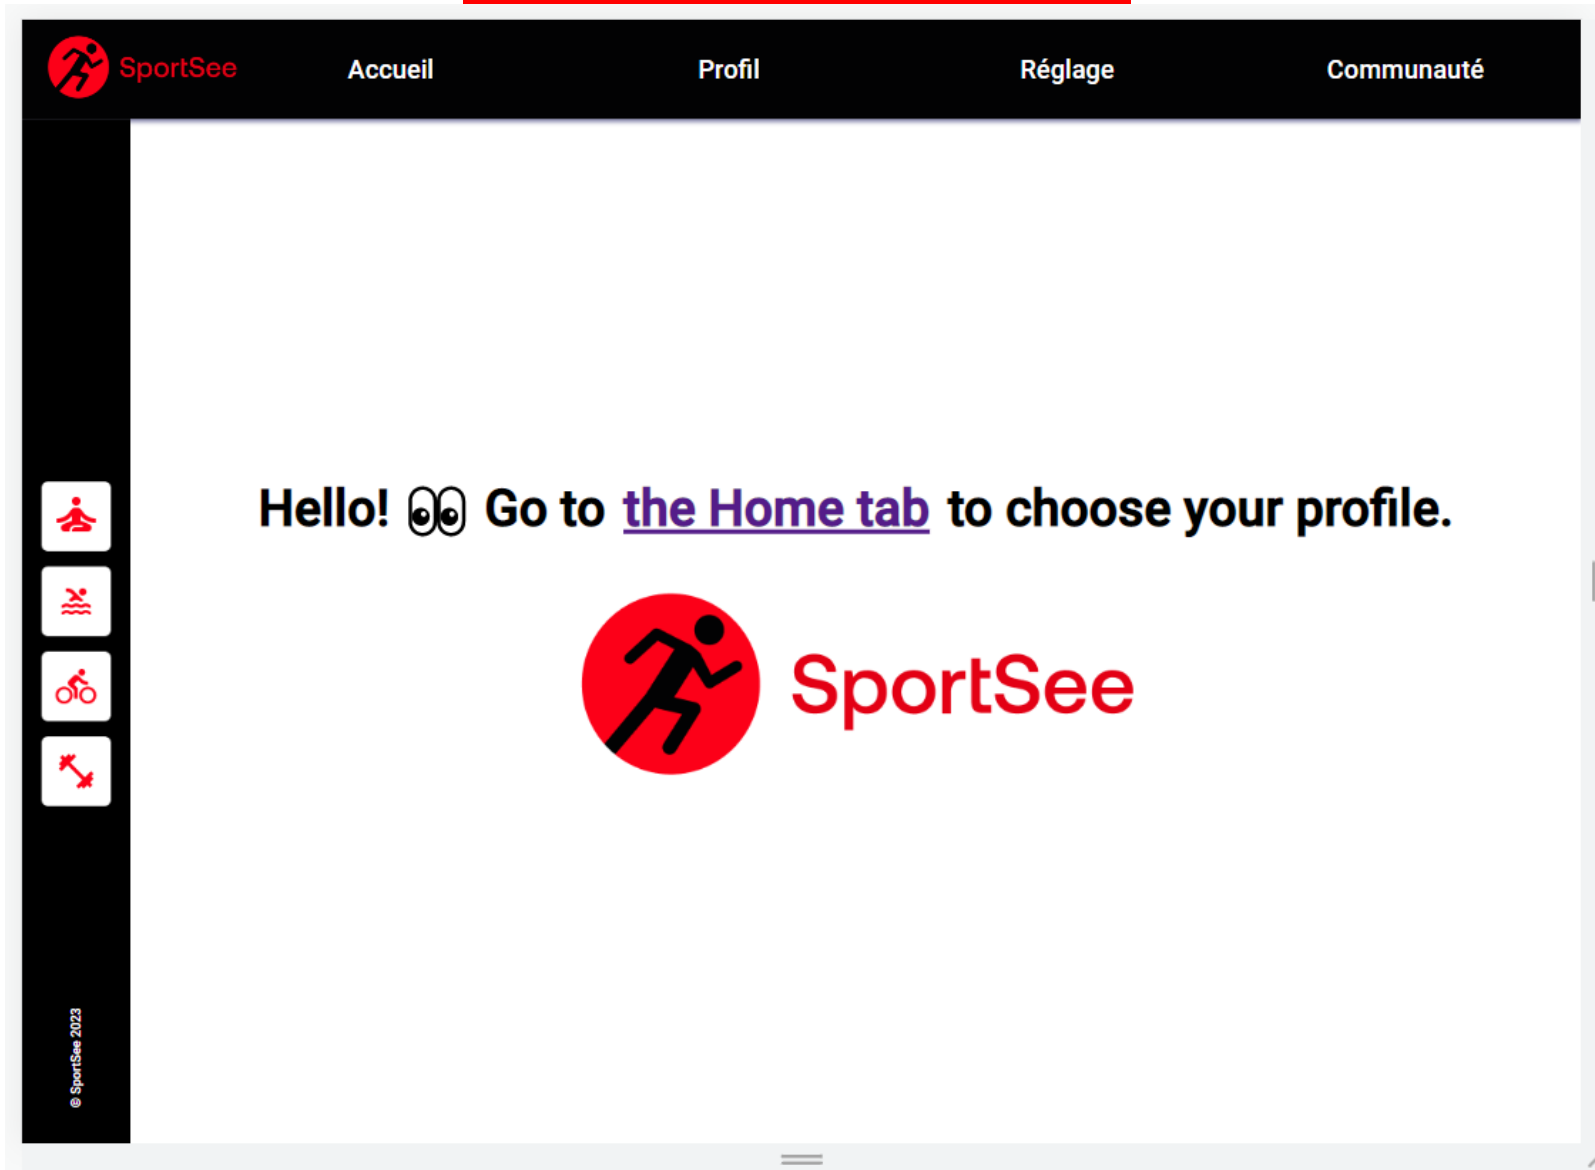 SportSee
Accueil
Profil
Réglage
Communauté
Hello! 👀 Go to the Home tab to choose your profile.
SportSee
© SportSee 2023